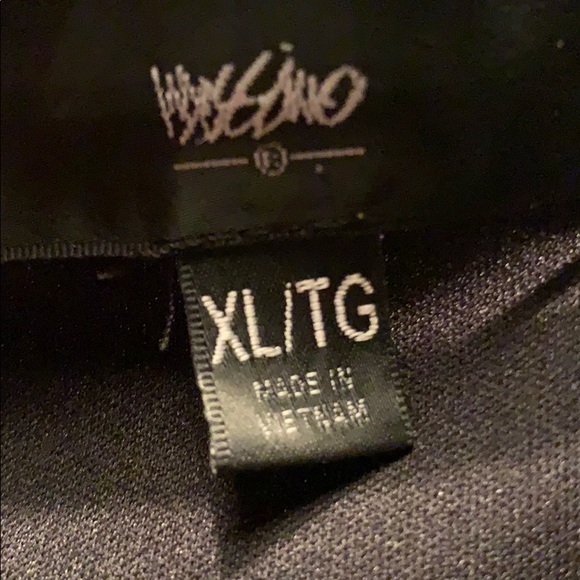 Mossimo
®
XL/TG
MADE IN
VIETNAM